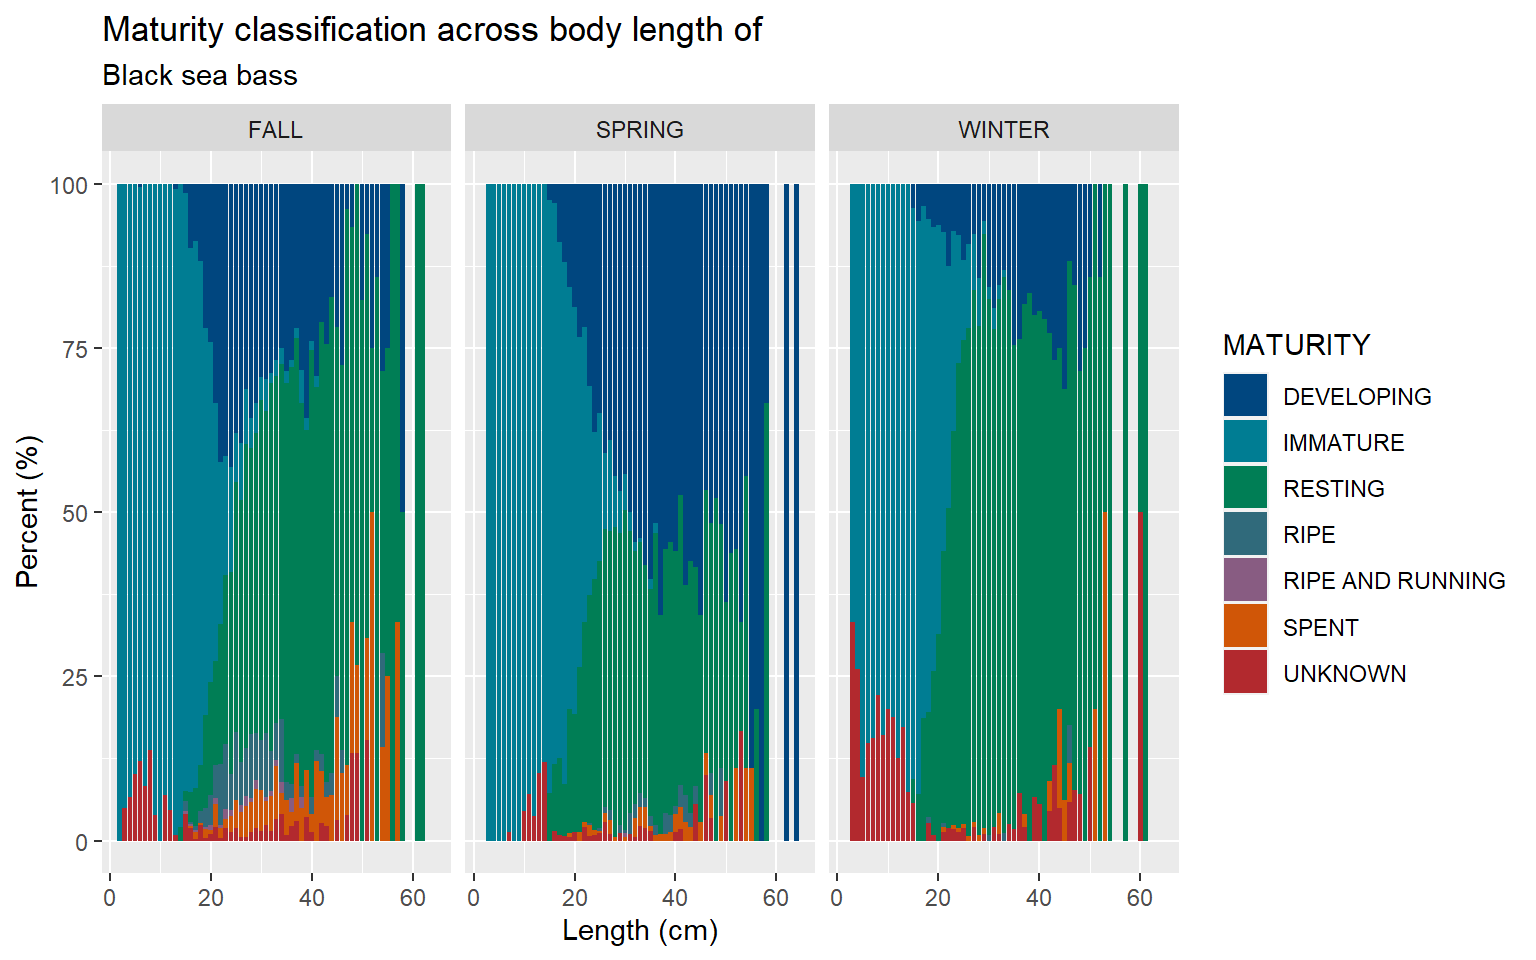 Maturity classification across body length of
Black sea bass
FALL
SPRING
WINTER
100
75
50
25
0
Percent (%)
0 20 40 60
0 20 40 60
0 20 40 60
Length (cm)
MATURITY
DEVELOPING
IMMATURE
RESTING
RIPE
RIPE AND RUNNING
SPENT
UNKNOWN